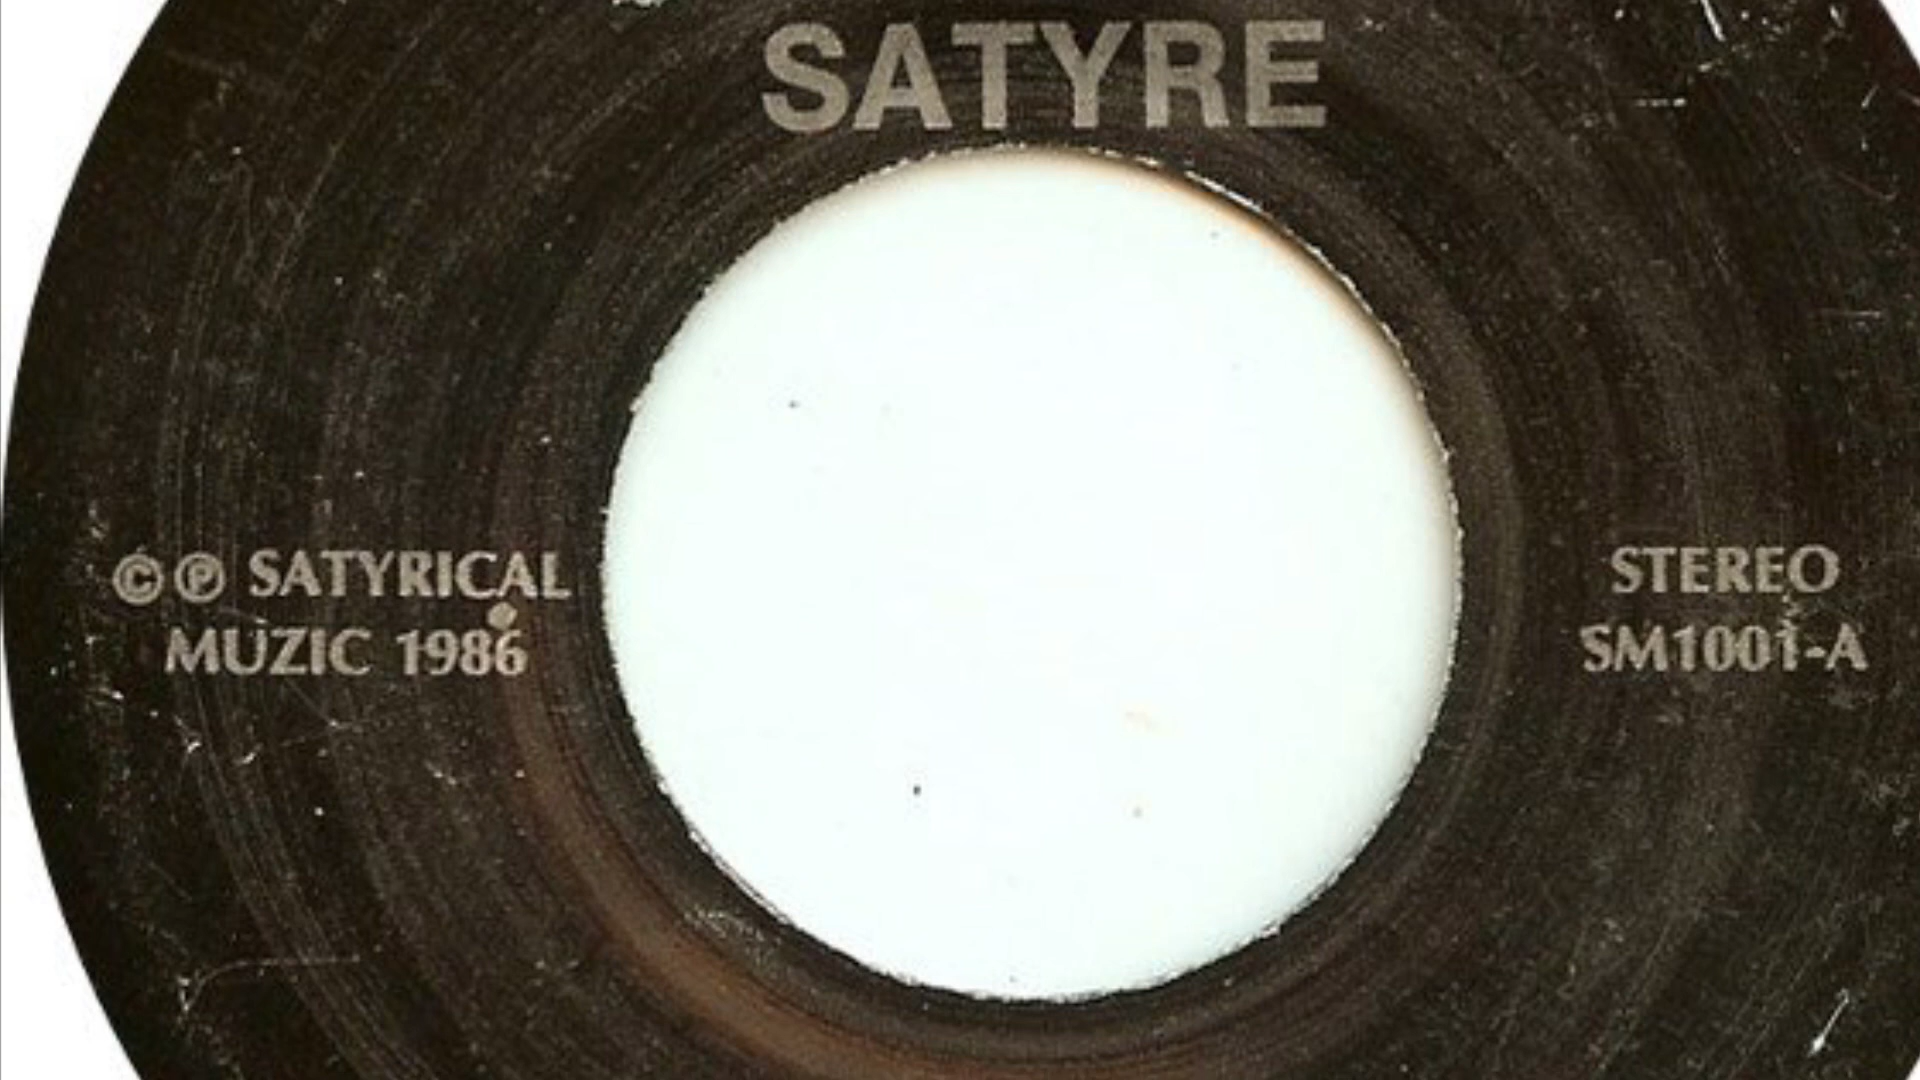 SATYRE
© ℗ SATYRICAL
MUZIC 1986
STEREO
SM1001-A